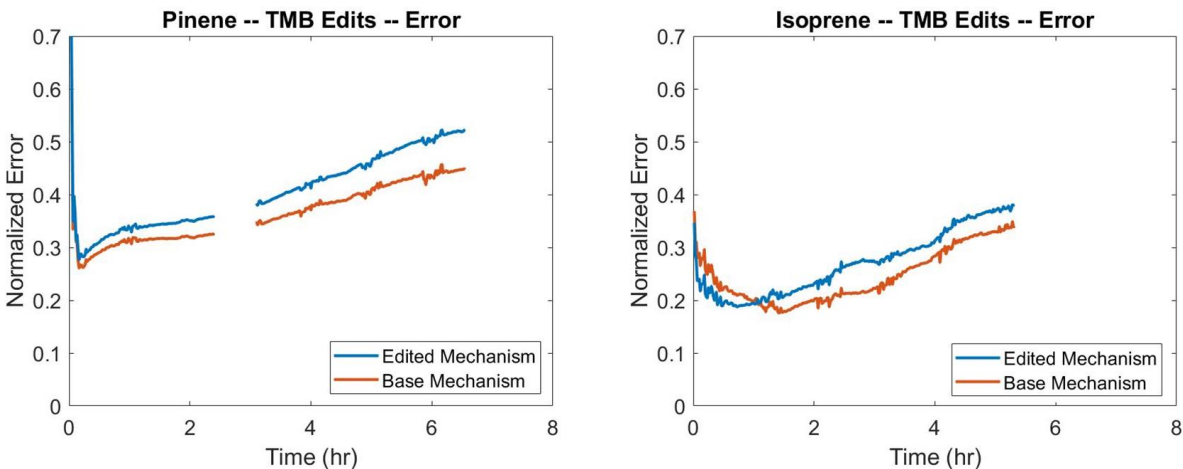 Pinene -- TMB Edits -- Error
0.7
0.6
0.5
0.4
0.3
0.2
0.1
0
Normalized Error
0
2
4
6
8
Time (hr)
Edited Mechanism
Base Mechanism
Isoprene -- TMB Edits -- Error
0.7
0.6
0.5
0.4
0.3
0.2
0.1
0
Normalized Error
0
2
4
6
8
Time (hr)
Edited Mechanism
Base Mechanism